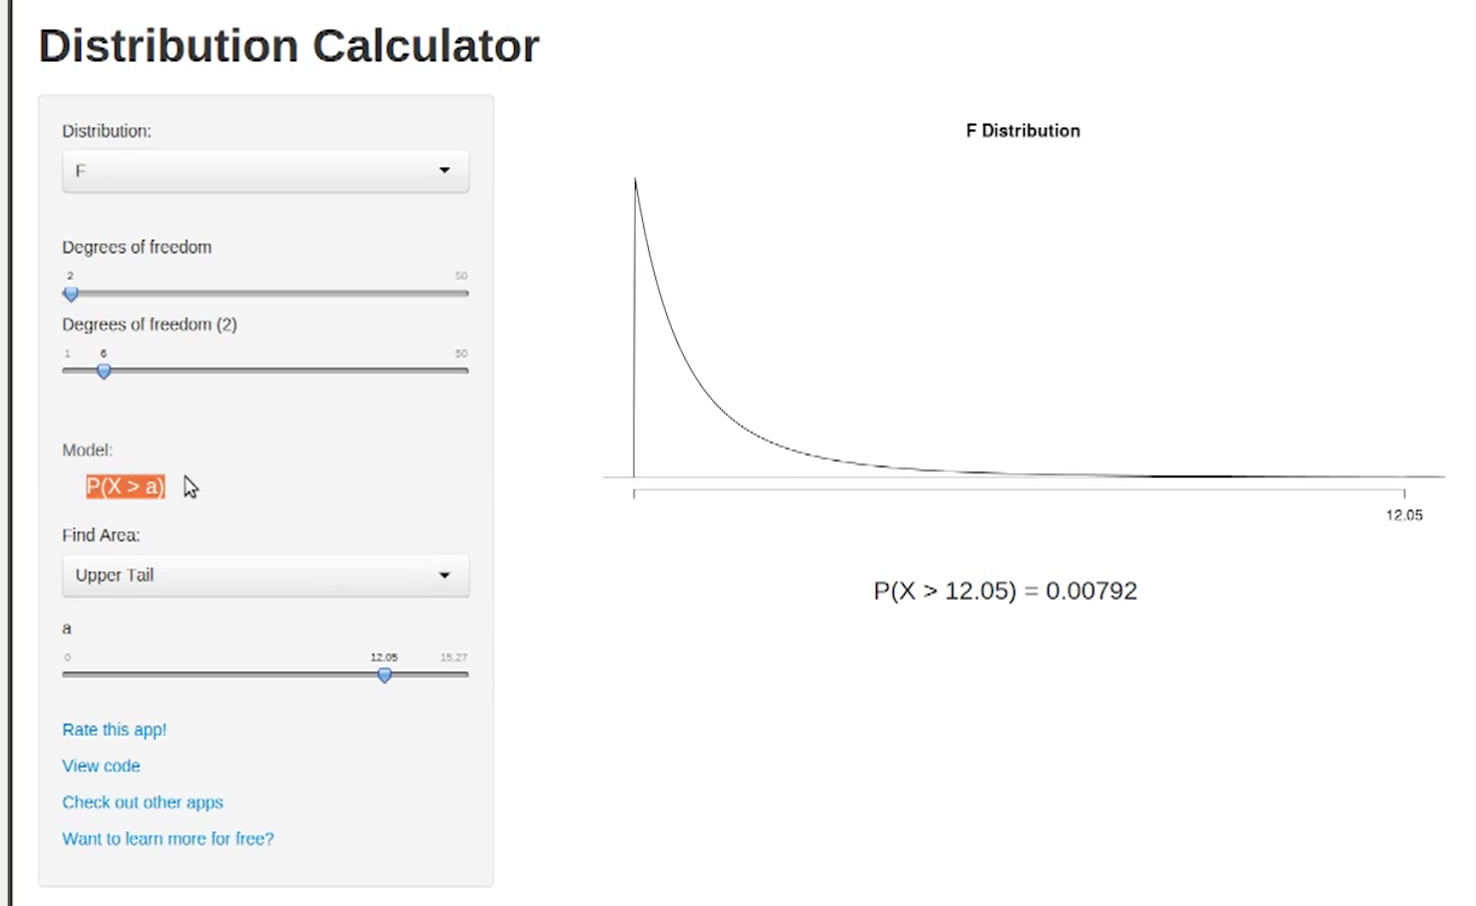 Distribution Calculator
Distribution:
F
Degrees of freedom
2
50
Degrees of freedom (2)
1
6
50
Model:
P(X > a)
Find Area:
Upper Tail
a
0
12.05
15.27
Rate this app!
View code
Check out other apps
Want to learn more for free?
F Distribution
12.05
P(X > 12.05) = 0.00792